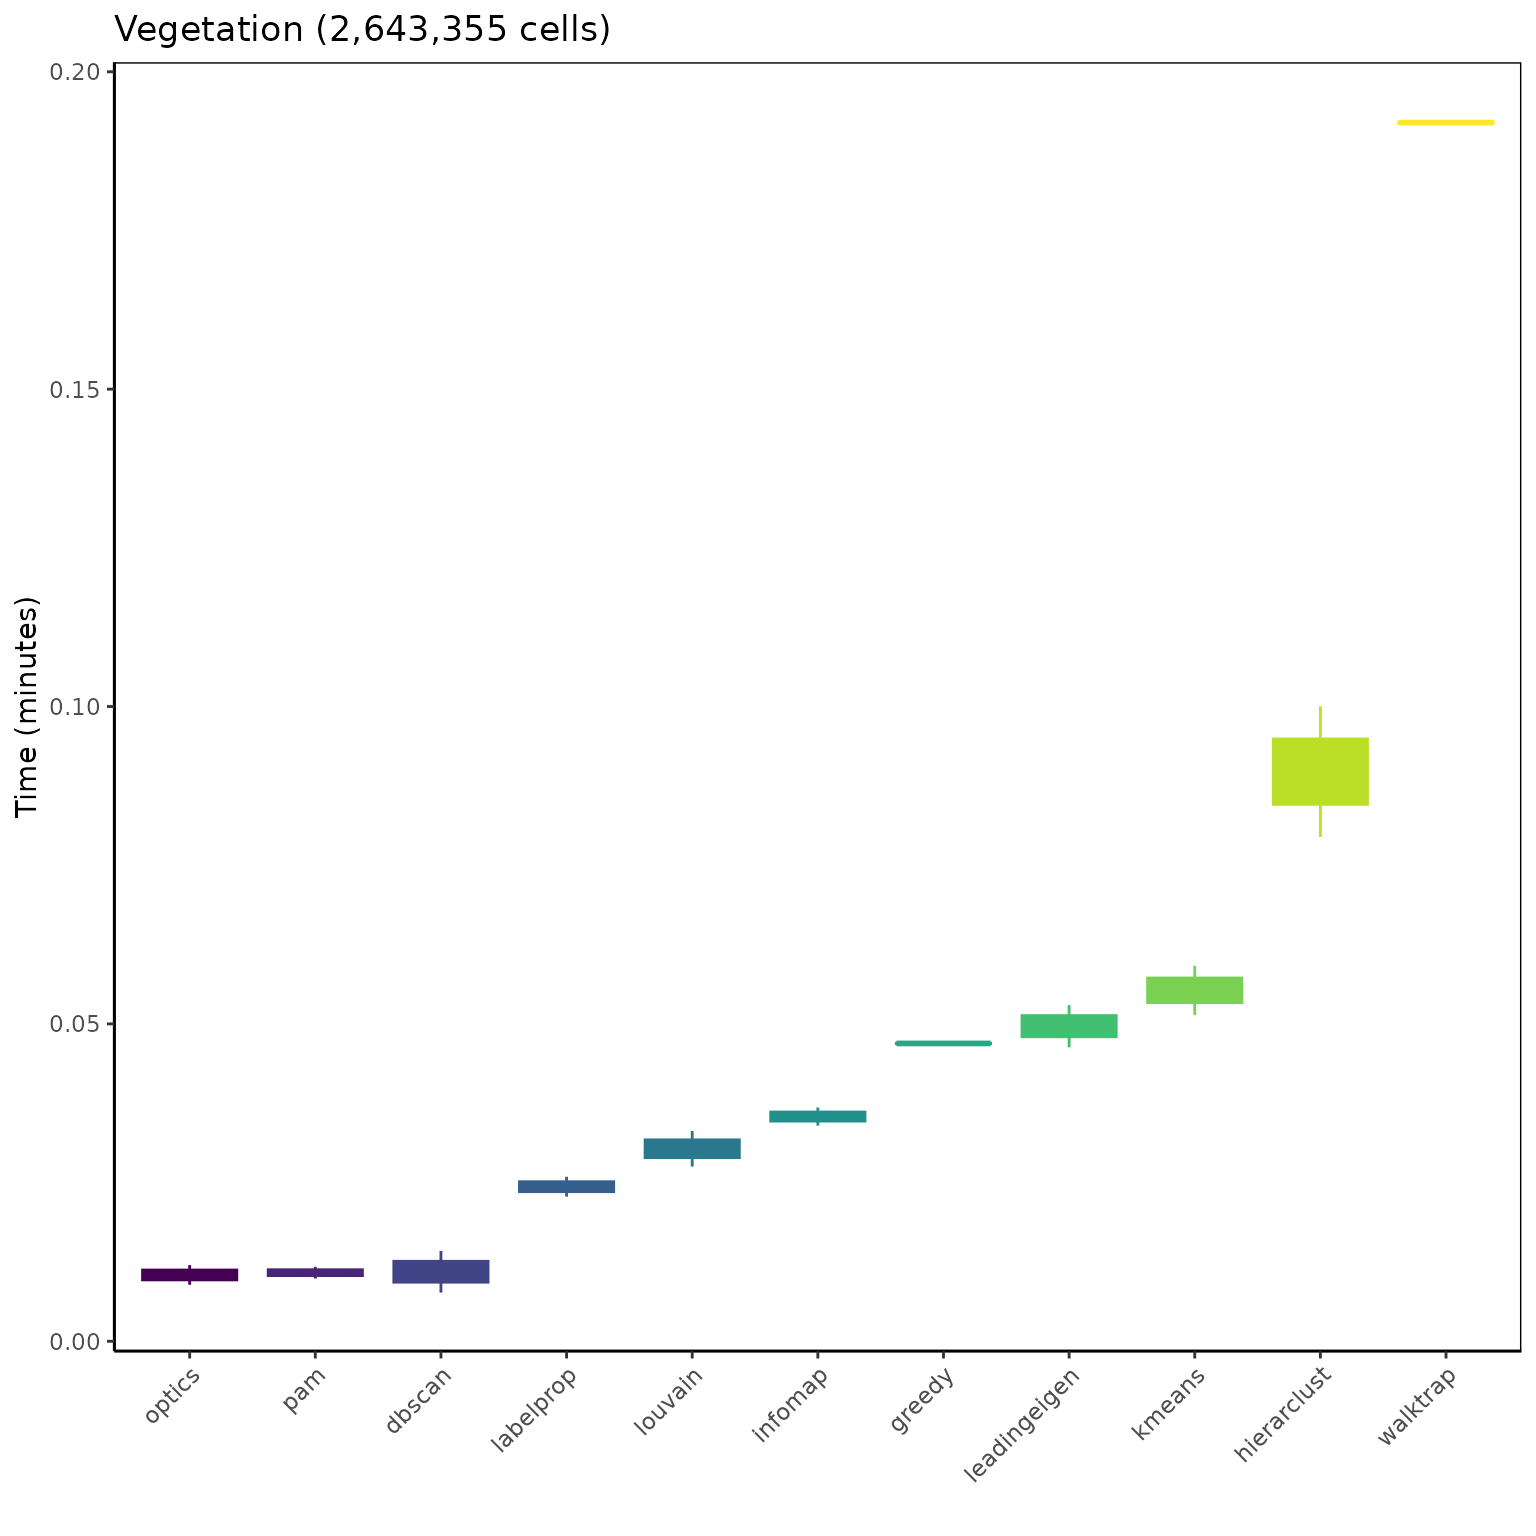 Vegetation (2,643,355 cells)
Time (minutes)
0.20
0.15
0.10
0.05
0.00
optics
pam
dbscan
labelprop
louvain
infomap
greedy
leadingeigen
kmeans
hierarclust
walktrap